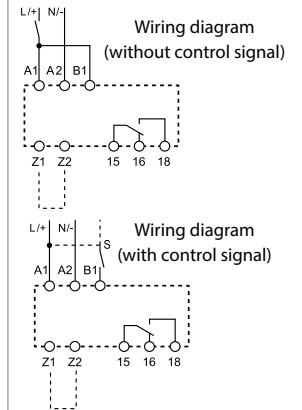 L/+ N/-
Wiring diagram
(without control signal)
A1 A2 B1
Z1 Z2 15 16 18
L/+ N/-
Wiring diagram
(with control signal)
S
A1 A2 B1
Z1 Z2 15 16 18